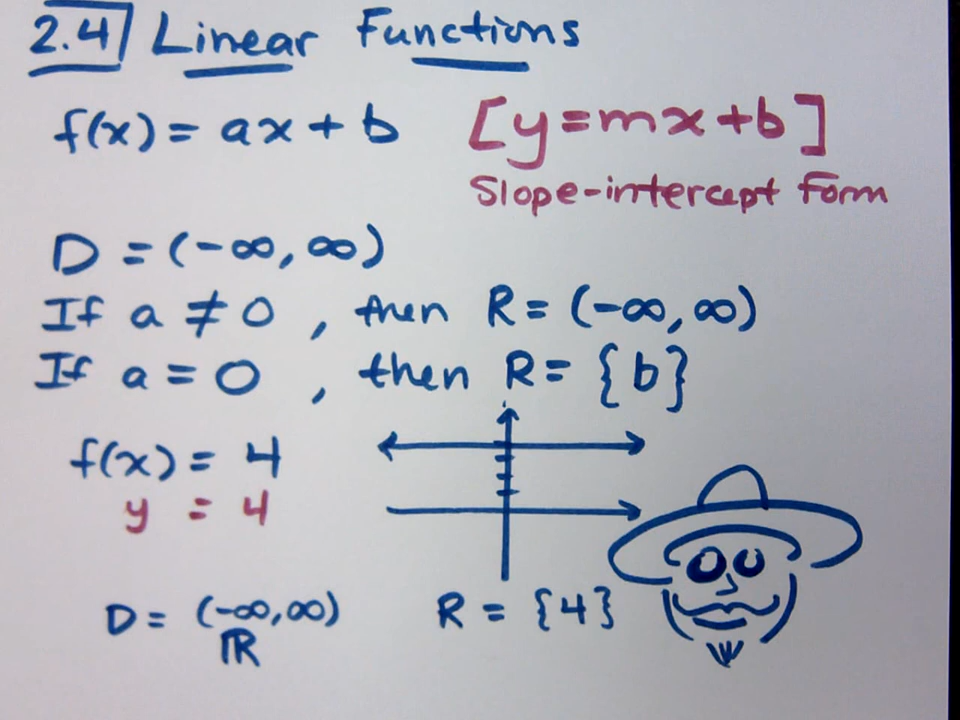 2.4 Linear Functions
f(x) = ax + b [y=mx+b]
Slope-intercept Form
D = (-∞, ∞)
If a ≠ 0, then R = (-∞, ∞)
If a = 0, then R = {b}
f(x) = 4
y = 4
D = (-∞,∞) R = {4}
ℝ